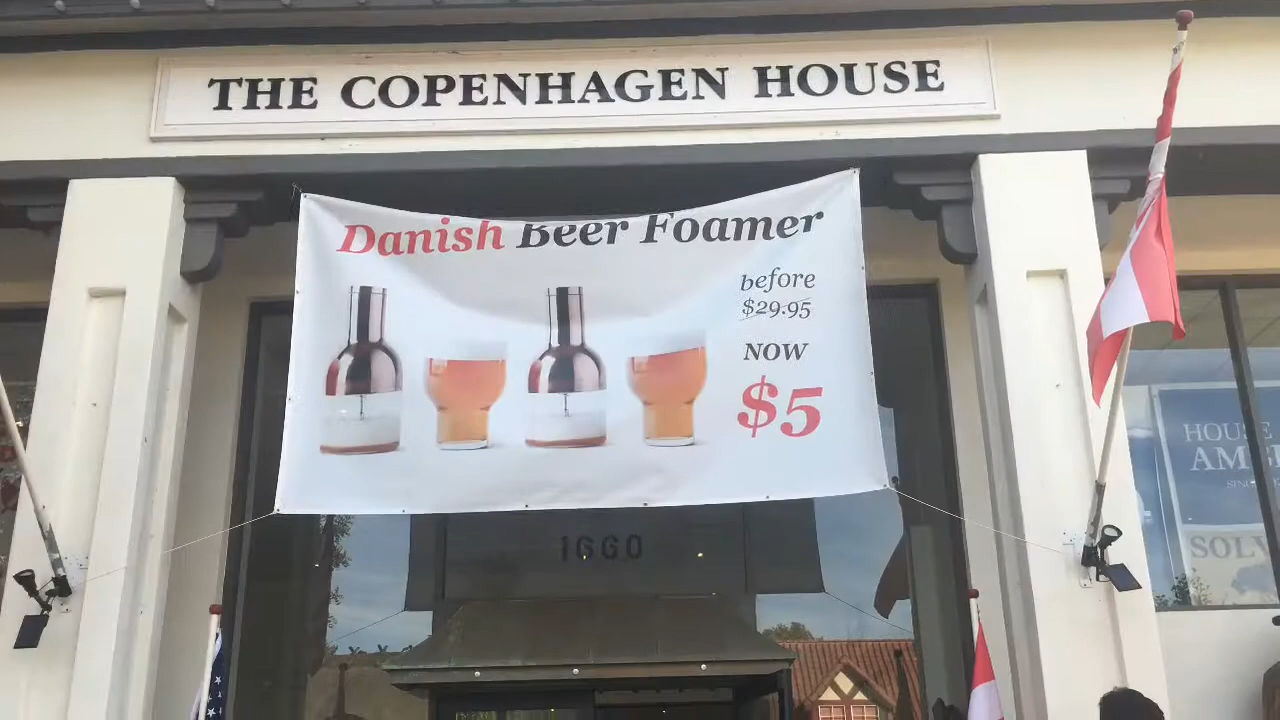 THE COPENHAGEN HOUSE
Danish Beer Foamer
before
$29.95
NOW
$5
HOUSE
AM
SOLV
1660